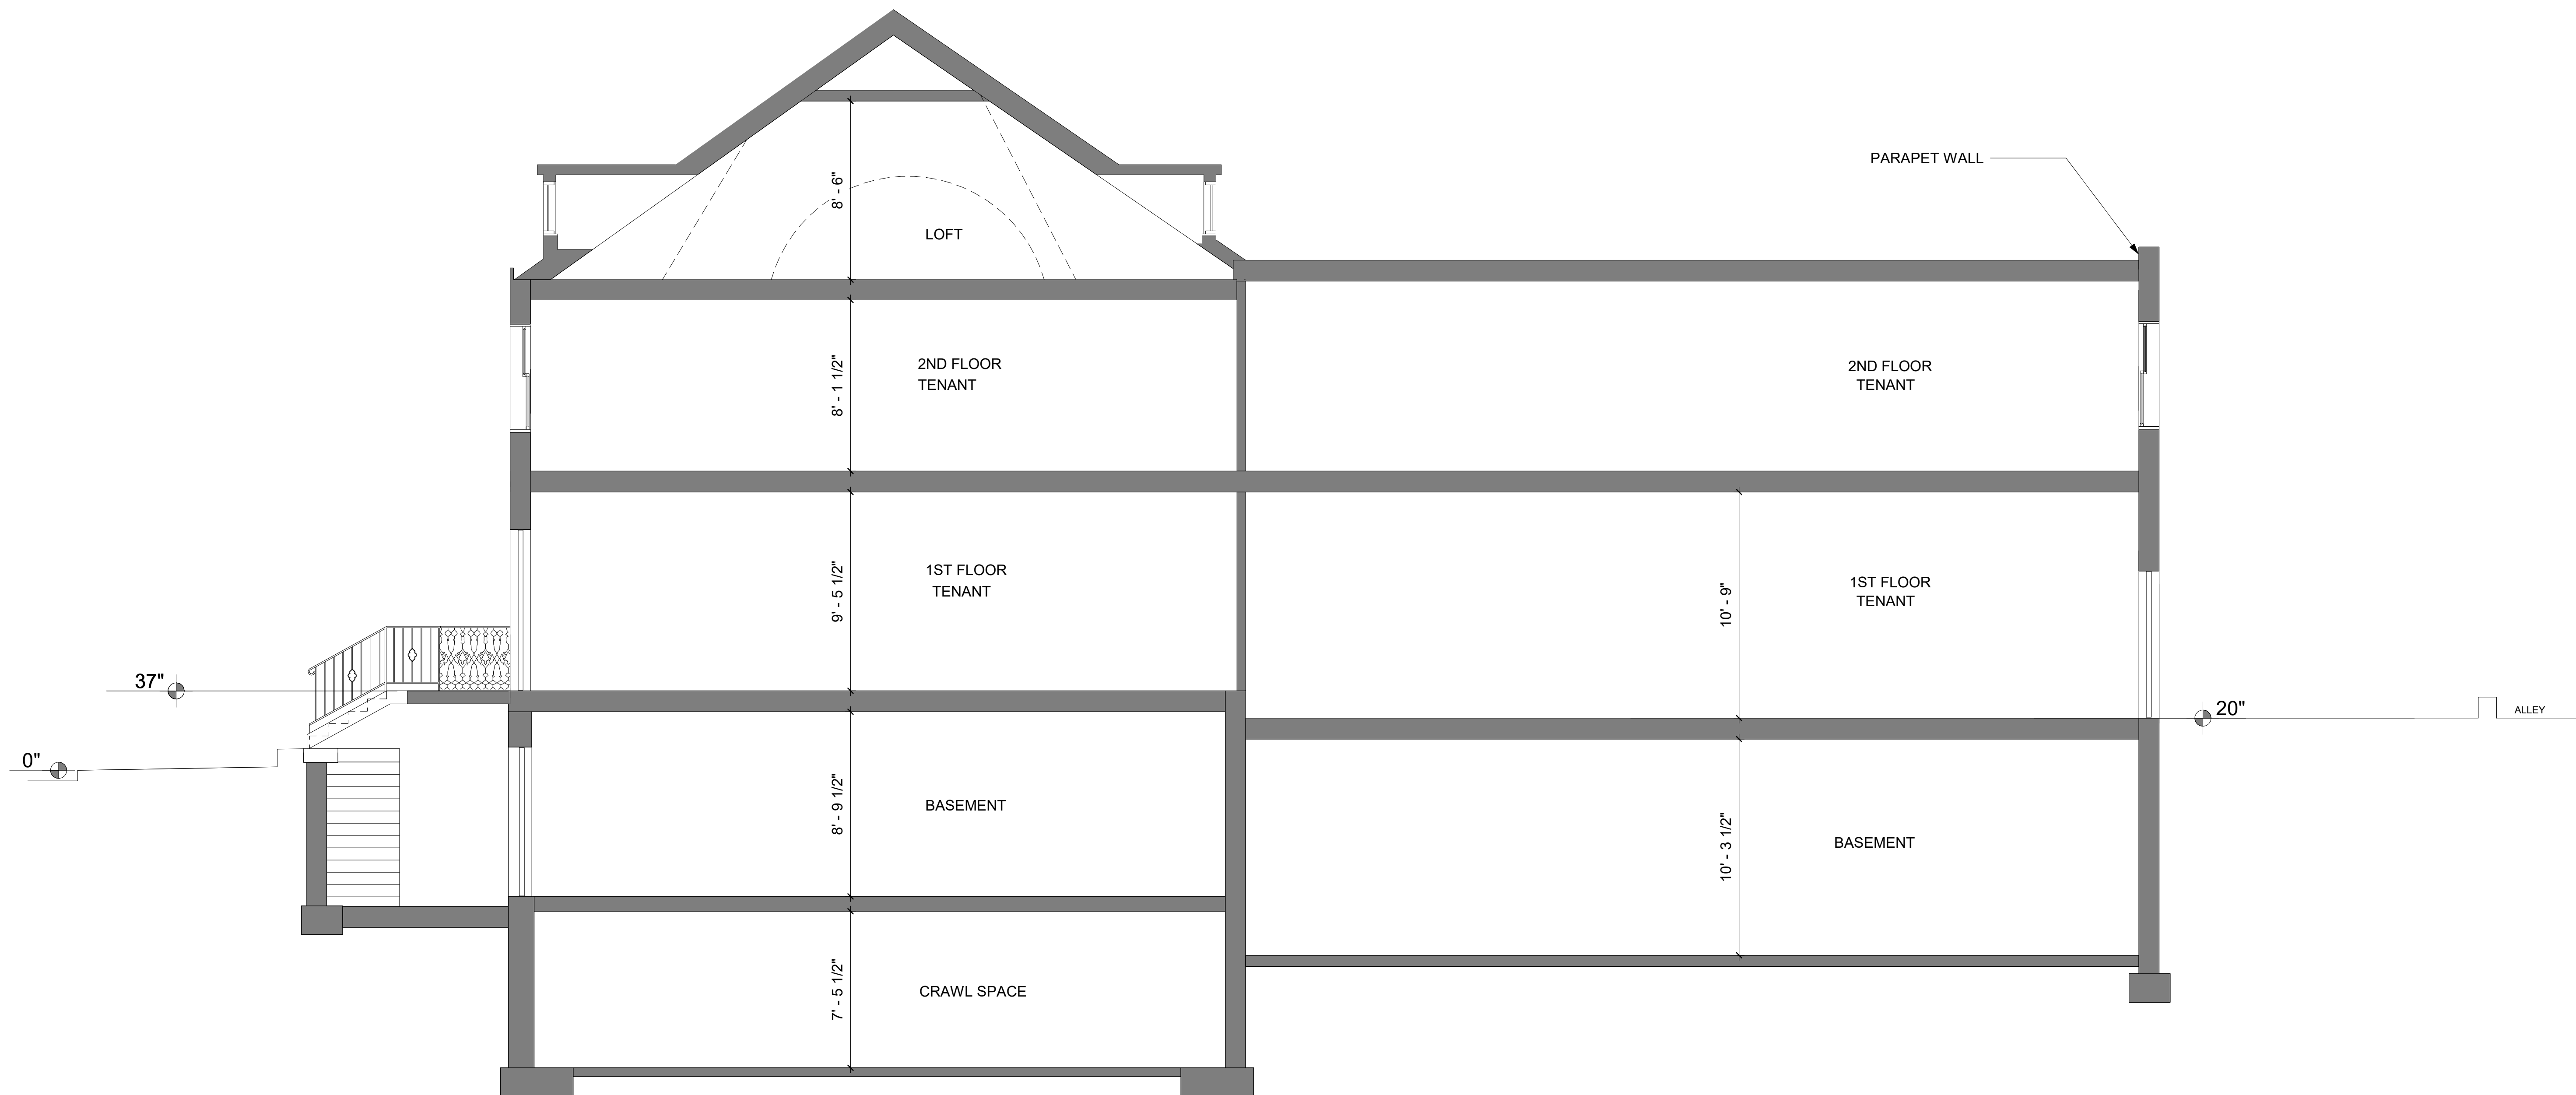 PARAPET WALL
8' - 6"
LOFT
8' - 1 1/2"
2ND FLOOR
TENANT
2ND FLOOR
TENANT
9' - 5 1/2"
1ST FLOOR
TENANT
10' - 9"
1ST FLOOR
TENANT
37"
20"
ALLEY
0"
8' - 9 1/2"
BASEMENT
10' - 3 1/2"
BASEMENT
7' - 5 1/2"
CRAWL SPACE